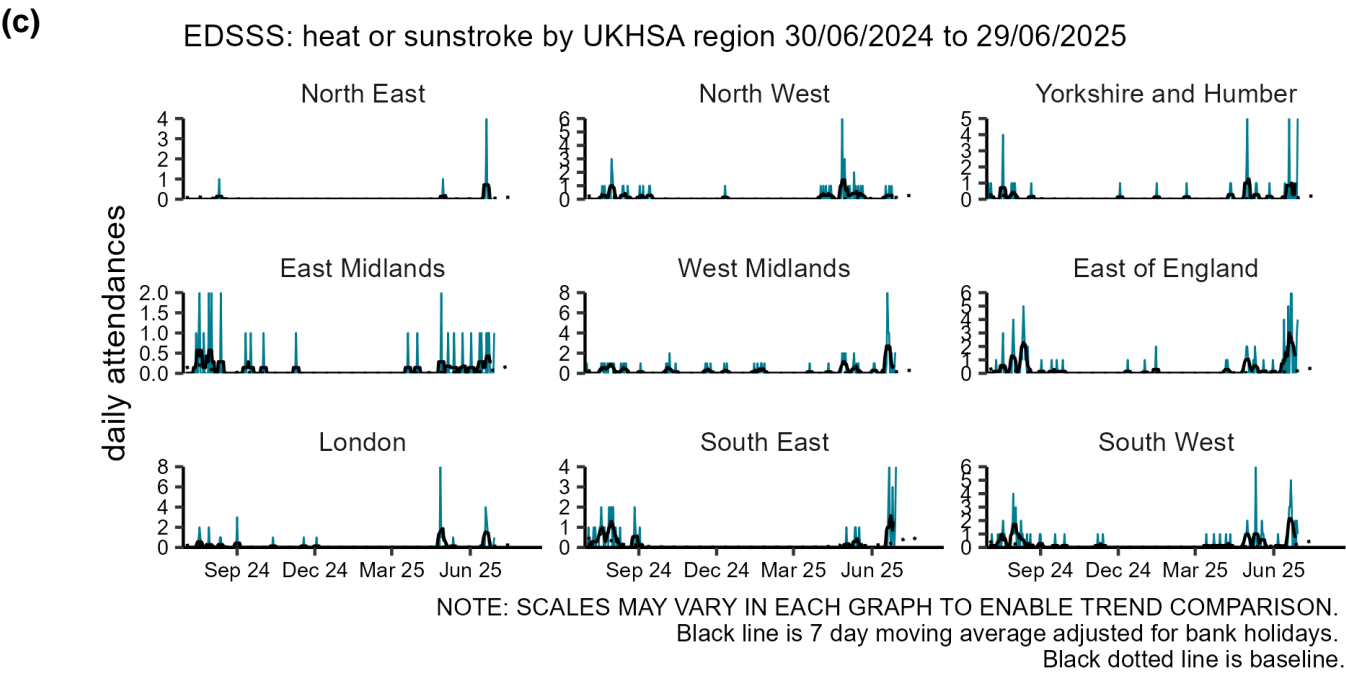 (c)
EDSSS: heat or sunstroke by UKHSA region 30/06/2024 to 29/06/2025
North East
North West
Yorkshire and Humber
4
3
2
1
0
6
5
4
3
2
1
0
5
4
3
2
1
0
East Midlands
West Midlands
East of England
2.0
1.5
1.0
0.5
0.0
8
6
4
2
0
6
5
4
3
2
1
0
daily attendances
London
South East
South West
8
6
4
2
0
4
3
2
1
0
6
5
4
3
2
1
0
Sep 24 Dec 24 Mar 25 Jun 25
Sep 24 Dec 24 Mar 25 Jun 25
Sep 24 Dec 24 Mar 25 Jun 25
NOTE: SCALES MAY VARY IN EACH GRAPH TO ENABLE TREND COMPARISON.
Black line is 7 day moving average adjusted for bank holidays.
Black dotted line is baseline.